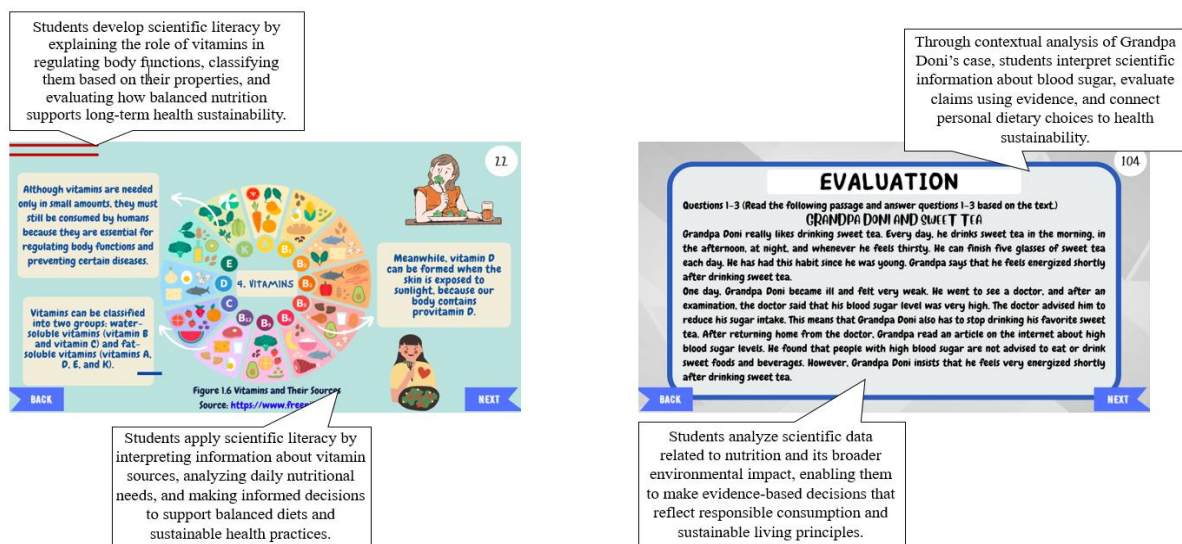 Students develop scientific literacy by
explaining the role of vitamins in
regulating body functions, classifying
them based on their properties, and
evaluating how balanced nutrition
supports long-term health sustainability.
22
Although vitamins are needed
only in small amounts, they must
still be consumed by humans
because they are essential for
regulating body functions and
preventing certain diseases.
Vitamins can be classified
into two groups: water-
soluble vitamins (vitamin B
and vitamin C) and fat-
soluble vitamins (vitamins A,
D, E, and K).
4. VITAMINS
A
B1
B2
B3
B5
B6
B9
B12
C
D
E
K
Meanwhile, vitamin D
can be formed when the
skin is exposed to
sunlight, because our
body contains
provitamin D.
Figure 1.6 Vitamins and Their Sources
Source: https://www.freepi
BACK
NEXT
Students apply scientific literacy by
interpreting information about vitamin
sources, analyzing daily nutritional
needs, and making informed decisions
to support balanced diets and
sustainable health practices.
Through contextual analysis of Grandpa
Doni's case, students interpret scientific
information about blood sugar, evaluate
claims using evidence, and connect
personal dietary choices to health
sustainability.
104
EVALUATION
Questions 1-3 (Read the following passage and answer questions 1-3 based on the text.)
GRANDPA DONI AND SWEET TEA
Grandpa Doni really likes drinking sweet tea. Every day, he drinks sweet tea in the morning, in
the afternoon, at night, and whenever he feels thirsty. He can finish five glasses of sweet tea
each day. He has had this habit since he was young. Grandpa says that he feels energized shortly
after drinking sweet tea.
One day, Grandpa Doni became ill and felt very weak. He went to see a doctor, and after an
examination, the doctor said that his blood sugar level was very high. The doctor advised him to
reduce his sugar intake. This means that Grandpa Doni also has to stop drinking his favorite sweet
tea. After returning home from the doctor, Grandpa read an article on the internet about high
blood sugar levels. He found that people with high blood sugar are not advised to eat or drink
sweet foods and beverages. However, Grandpa Doni insists that he feels very energized shortly
after drinking sweet tea.
BACK
NEXT
Students analyze scientific data
related to nutrition and its broader
environmental impact, enabling them
to make evidence-based decisions that
reflect responsible consumption and
sustainable living principles.